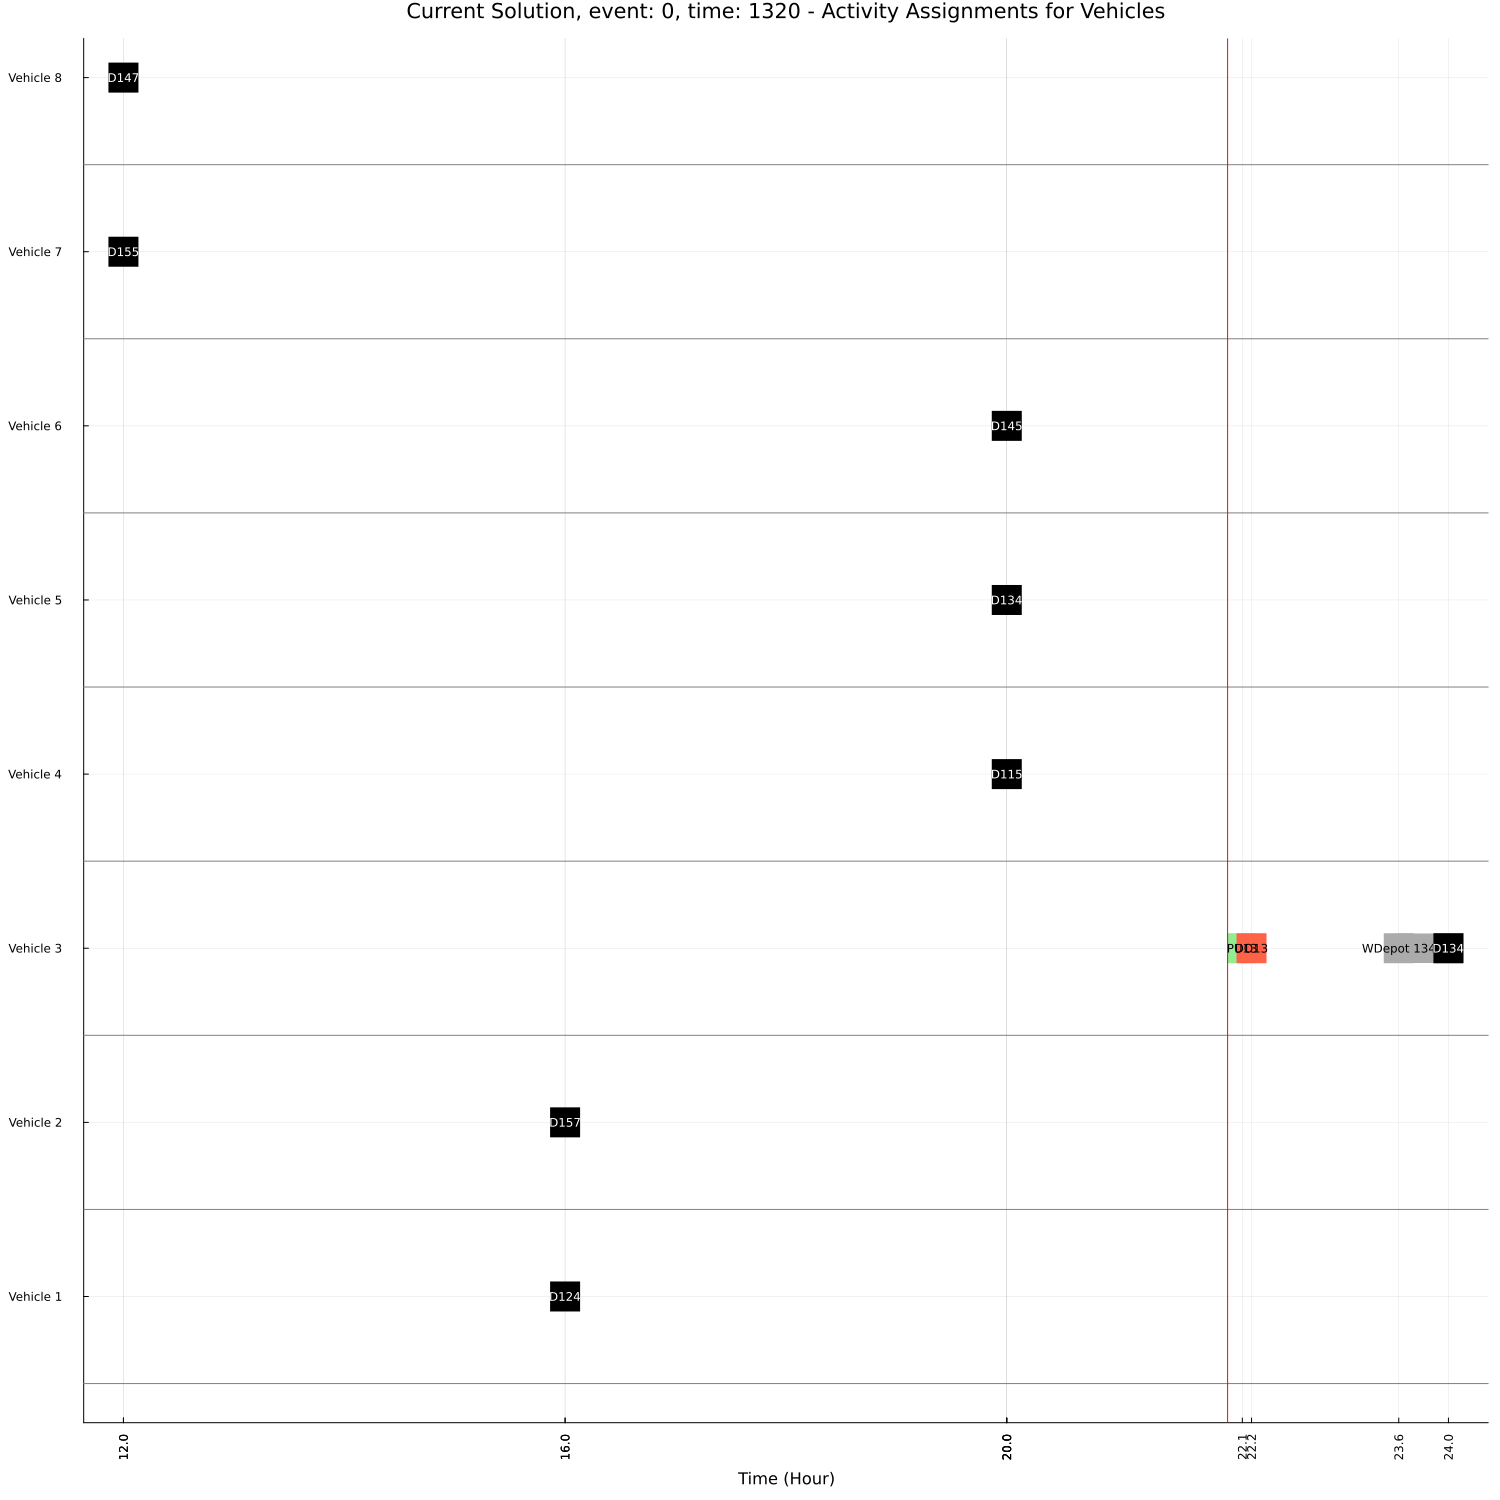 Current Solution, event: 0, time: 1320 - Activity Assignments for Vehicles
Vehicle 8
D147
Vehicle 7
D155
Vehicle 6
D145
Vehicle 5
D134
Vehicle 4
D115
Vehicle 3
WDepot 134
D134
Vehicle 2
D157
Vehicle 1
D124
12.0
16.0
20.0
22.1
22.2
23.6
24.0
Time (Hour)